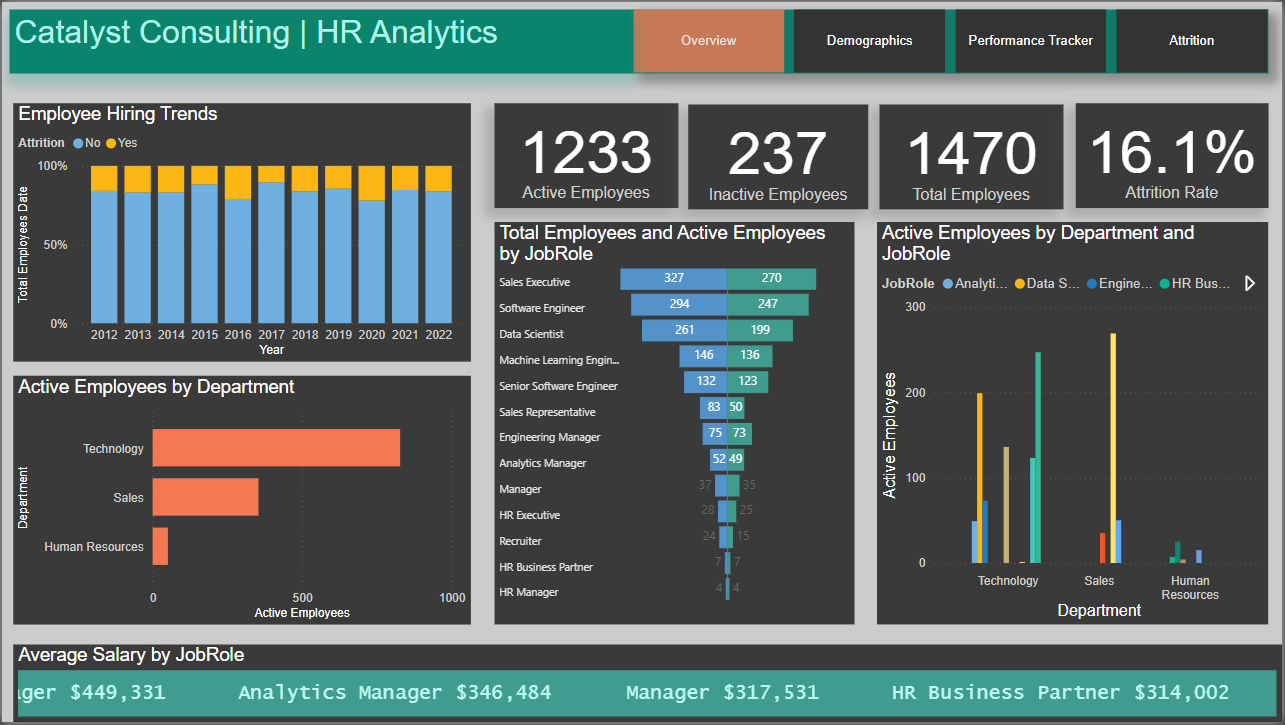 Catalyst Consulting | HR Analytics
Overview
Demographics
Performance Tracker
Attrition
Employee Hiring Trends
Attrition No Yes
100%
50%
0%
Total Employees Date
2012 2013 2014 2015 2016 2017 2018 2019 2020 2021 2022
Year
1233
Active Employees
237
Inactive Employees
1470
Total Employees
16.1%
Attrition Rate
Active Employees by Department
Department
Technology
Sales
Human Resources
0 500 1000
Active Employees
Total Employees and Active Employees
by JobRole
Sales Executive 327 270
Software Engineer 294 247
Data Scientist 261 199
Machine Learning Engin... 146 136
Senior Software Engineer 132 123
Sales Representative 83 50
Engineering Manager 75 73
Analytics Manager 52 49
Manager 37 35
HR Executive 28 25
Recruiter 24 15
HR Business Partner 7 7
HR Manager 4 4
Active Employees by Department and
JobRole
JobRole Analyti... Data S... Engine... HR Bus...
300
200
100
0
Active Employees
Technology Sales Human
Resources
Department
Average Salary by JobRole
ager $449,331 Analytics Manager $346,484 Manager $317,531 HR Business Partner $314,002